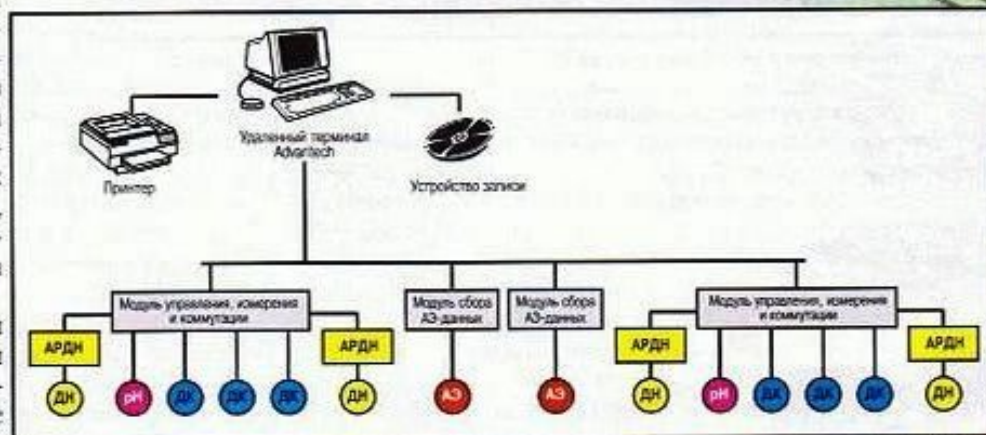 Удаленный терминал
Advantech
Принтер
Устройство записи
Модуль управления, измерения
и коммутации
Модуль сбора
АЭ-данных
Модуль сбора
АЭ-данных
Модуль управления, измерения
и коммутации
АРДН
АРДН
АРДН
АРДН
ДН
pH
ДК
ДК
ДК
ДН
АЭ
АЭ
ДН
pH
ДК
ДК
ДК
ДН